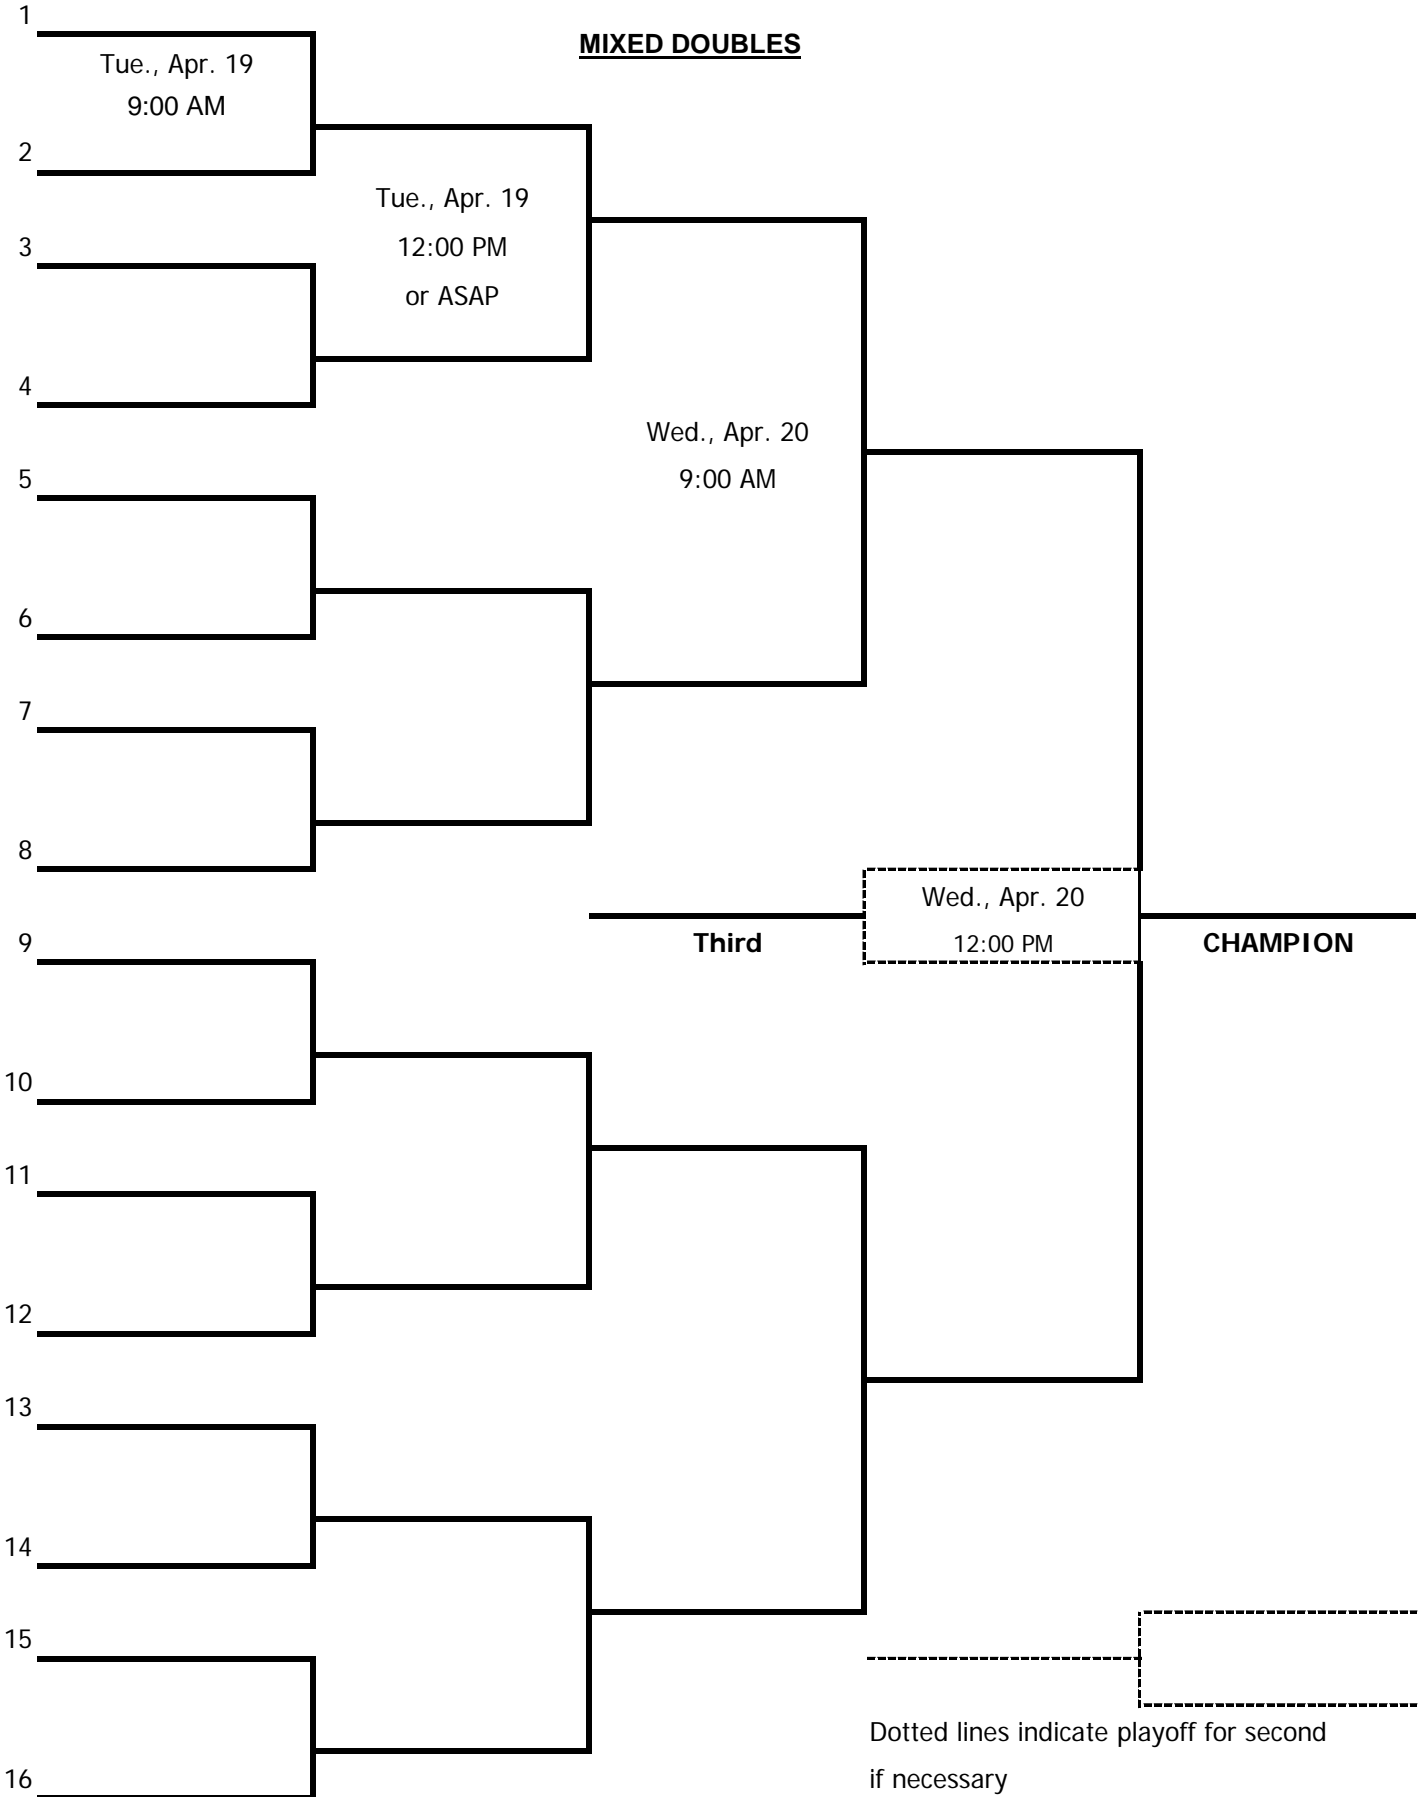 1
MIXED DOUBLES
Tue., Apr. 19
9:00 AM
2
Tue., Apr. 19
3
12:00 PM
or ASAP
4
Wed., Apr. 20
5
9:00 AM
6
7
8
Wed., Apr. 20
9
Third
12:00 PM
CHAMPION
10
11
12
13
14
15
Dotted lines indicate playoff for second
16
if necessary